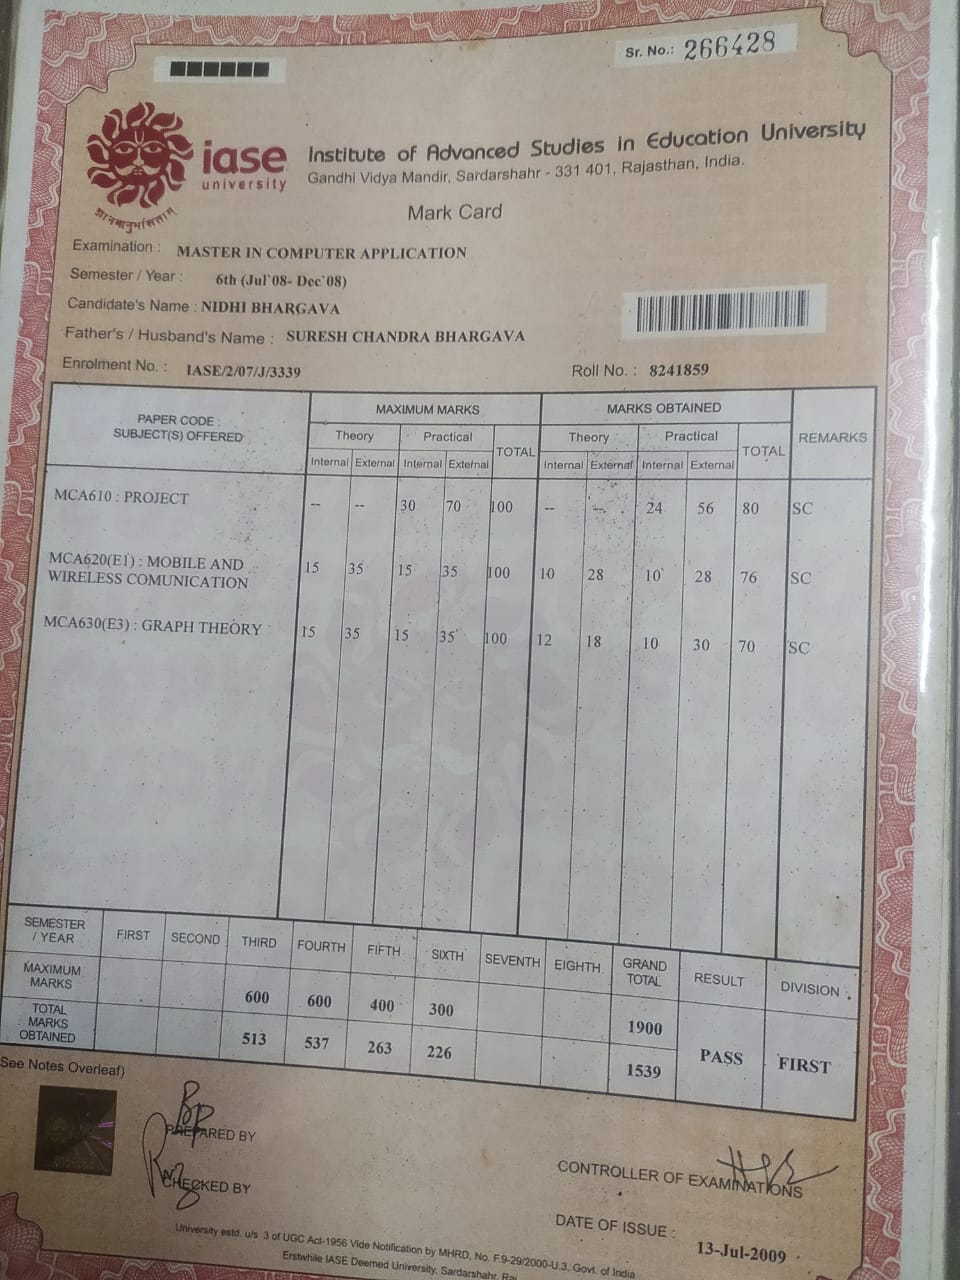 Sr. No.: 266428
iase
university
ज्ञानभानुर्भासताम्
Institute of Advanced Studies in Education University
Gandhi Vidya Mandir, Sardarshahr - 331 401, Rajasthan, India.
Mark Card
Examination : MASTER IN COMPUTER APPLICATION
Semester / Year : 6th (Jul`08- Dec`08)
Candidate's Name : NIDHI BHARGAVA
Father's / Husband's Name : SURESH CHANDRA BHARGAVA
Enrolment No. : IASE/2/07/J/3339 Roll No. : 8241859
PAPER CODE : SUBJECT(S) OFFERED MAXIMUM MARKS MARKS OBTAINED REMARKS
Theory Practical TOTAL Theory Practical TOTAL
Internal External Internal External Internal External Internal External
MCA610 : PROJECT -- -- 30 70 100 -- -- 24 56 80 SC
MCA620(E1) : MOBILE AND 15 35 15 35 100 10 28 10 28 76 SC
WIRELESS COMUNICATION
MCA630(E3) : GRAPH THEORY 15 35 15 35 100 12 18 10 30 70 SC
SEMESTER / YEAR FIRST SECOND THIRD FOURTH FIFTH SIXTH SEVENTH EIGHTH GRAND TOTAL RESULT DIVISION
MAXIMUM MARKS 600 600 400 300 1900
TOTAL MARKS OBTAINED 513 537 263 226 1539 PASS FIRST
See Notes Overleaf)
PREPARED BY
CHECKED BY
CONTROLLER OF EXAMINATIONS
DATE OF ISSUE : 13-Jul-2009
University estd. u/s 3 of UGC Act-1956 Vide Notification by MHRD, No. F.9-29/2000-U.3, Govt. of India
Erstwhile IASE Deemed University, Sardarshahr,